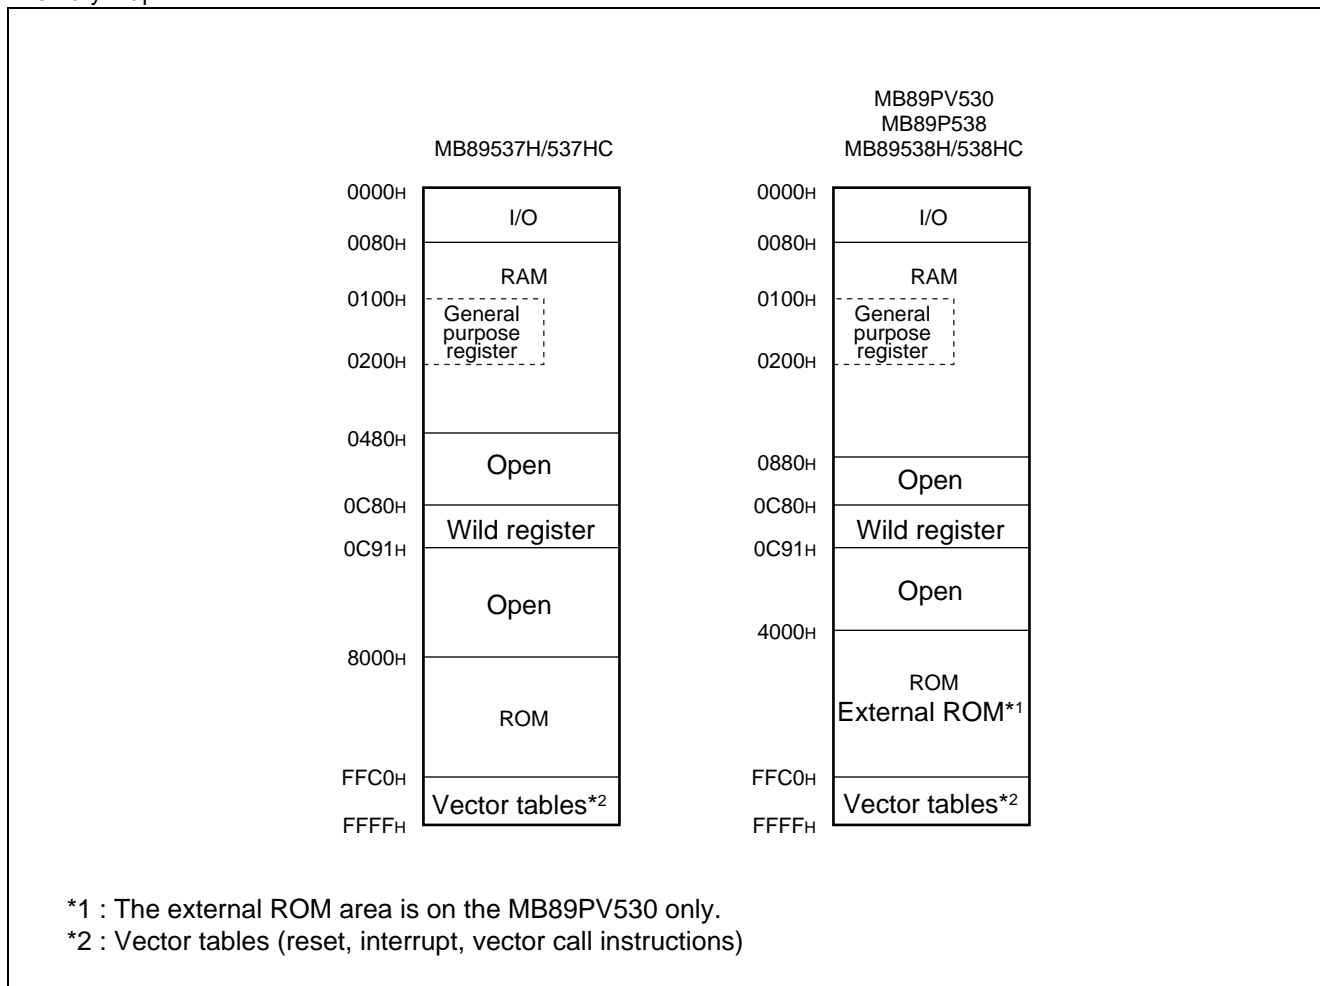 MB89537H/537HC
0000H
I/O
0080H
RAM
0100H
General
purpose
register
0200H
0480H
Open
0C80H
Wild register
0C91H
Open
8000H
ROM
FFC0H
Vector tables*2
FFFFH
MB89PV530
MB89P538
MB89538H/538HC
0000H
I/O
0080H
RAM
0100H
General
purpose
register
0200H
0880H
Open
0C80H
Wild register
0C91H
Open
4000H
ROM
External ROM*1
FFC0H
Vector tables*2
FFFFH
*1 : The external ROM area is on the MB89PV530 only.
*2 : Vector tables (reset, interrupt, vector call instructions)